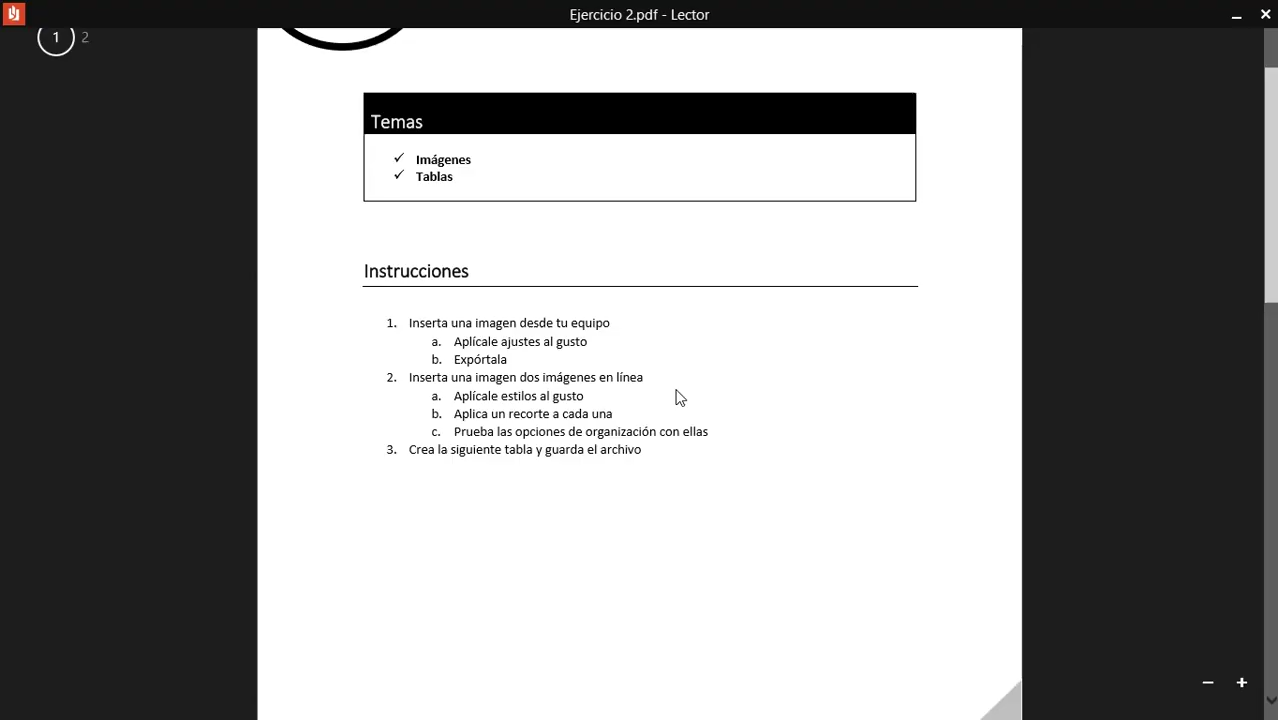 Ejercicio 2.pdf - Lector
1 2
Temas
✓ Imágenes
✓ Tablas
Instrucciones
1. Inserta una imagen desde tu equipo
a. Aplícale ajustes al gusto
b. Expórtala
2. Inserta una imagen dos imágenes en línea
a. Aplícale estilos al gusto
b. Aplica un recorte a cada una
c. Prueba las opciones de organización con ellas
3. Crea la siguiente tabla y guarda el archivo